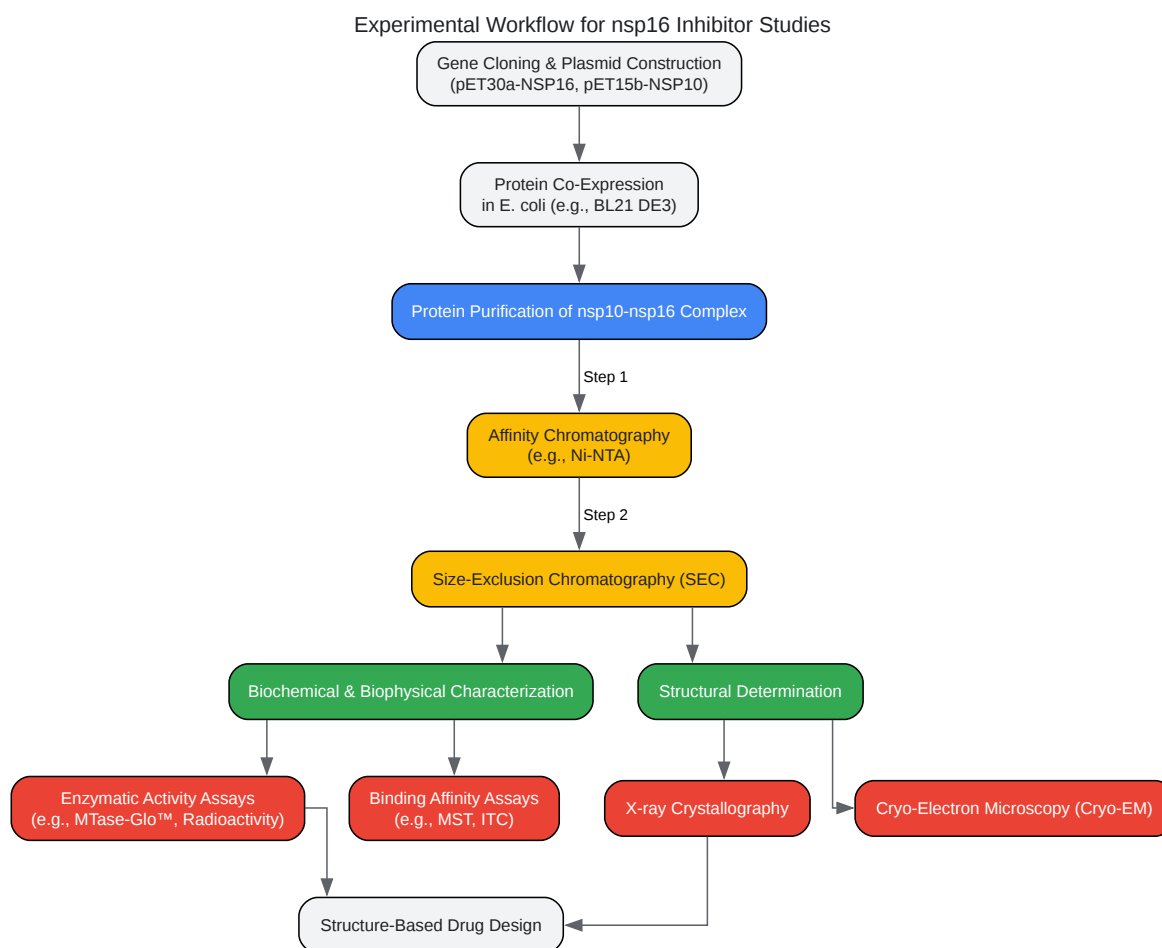 Experimental Workflow for nsp16 Inhibitor Studies
Gene Cloning & Plasmid Construction
(pET30a-NSP16, pET15b-NSP10)
Protein Co-Expression
in E. coli (e.g., BL21 DE3)
Protein Purification of nsp10-nsp16 Complex
Step 1
Affinity Chromatography
(e.g., Ni-NTA)
Step 2
Size-Exclusion Chromatography (SEC)
Biochemical & Biophysical Characterization
Structural Determination
Enzymatic Activity Assays
(e.g., MTase-Glo™, Radioactivity)
Binding Affinity Assays
(e.g., MST, ITC)
X-ray Crystallography
Cryo-Electron Microscopy (Cryo-EM)
Structure-Based Drug Design